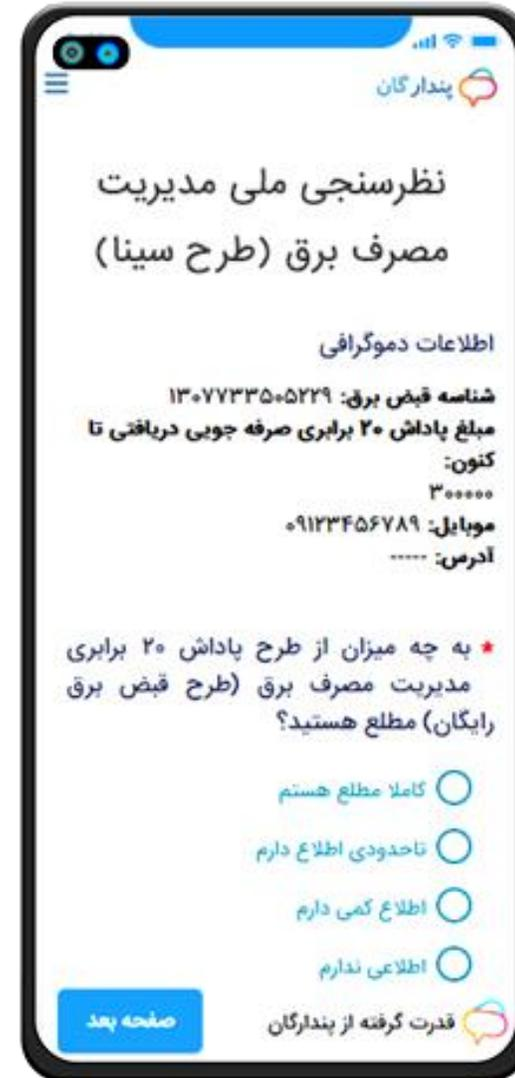 پندارگان
نظرسنجی ملی مدیریت
مصرف برق (طرح سینا)
اطلاعات دموگرافی
شناسه قبض برق: ۱۳۰۷۷۳۳۵۰۵۲۲۹
مبلغ پاداش ۲۰ برابری صرفه جویی دریافتی تا
کنون:
۳۰۰۰۰۰
موبایل: ۰۹۱۲۳۴۵۶۷۸۹
آدرس: -----
* به چه میزان از طرح پاداش ۲۰ برابری
مدیریت مصرف برق (طرح قبض برق
رایگان) مطلع هستید؟
کاملا مطلع هستم
تاحدودی اطلاع دارم
اطلاع کمی دارم
اطلاعی ندارم
قدرت گرفته از پندارگان
صفحه بعد